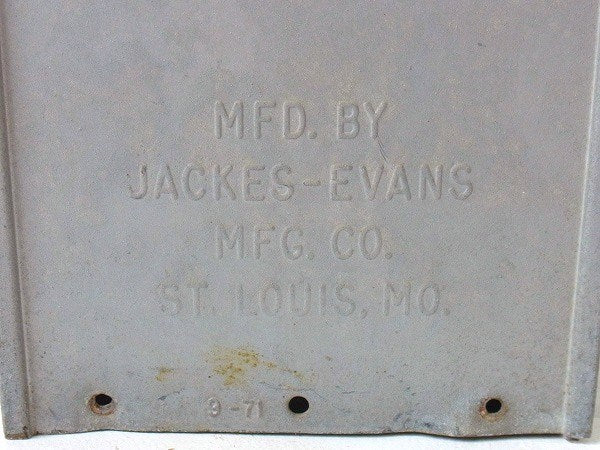 MFD. BY
JACKES-EVANS
MFG. CO.
ST. LOUIS, MO.
9-71